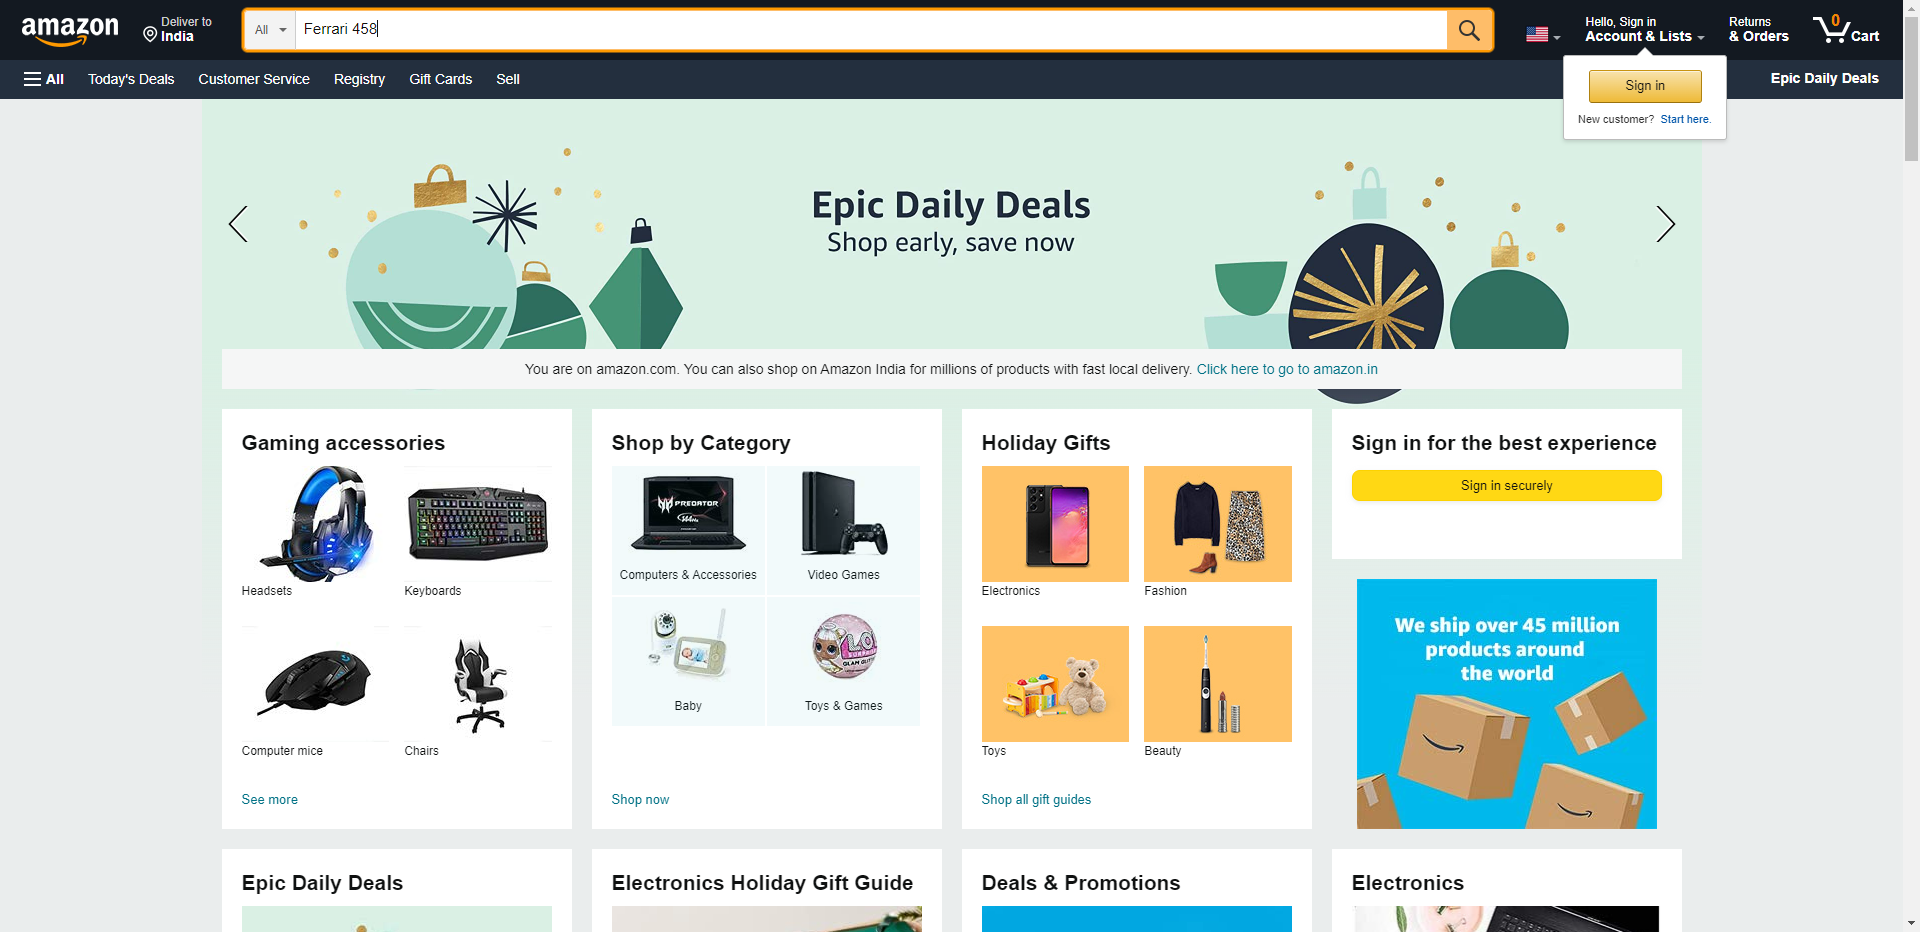 amazon
Deliver to
India
All
Ferrari 458
Hello, Sign in
Account & Lists
Returns
& Orders
0
Cart
All
Today's Deals
Customer Service
Registry
Gift Cards
Sell
Epic Daily Deals
Sign in
New customer? Start here.
Epic Daily Deals
Shop early, save now
You are on amazon.com. You can also shop on Amazon India for millions of products with fast local delivery. Click here to go to amazon.in
Gaming accessories
Headsets
Keyboards
Computer mice
Chairs
See more
Shop by Category
PREDATOR
Computers & Accessories
Video Games
L.O.L.
SURPRISE
GLAM GLITTER
Baby
Toys & Games
Shop now
Holiday Gifts
Electronics
Fashion
Toys
Beauty
Shop all gift guides
Sign in for the best experience
Sign in securely
We ship over 45 million
products around
the world
Epic Daily Deals
Electronics Holiday Gift Guide
Deals & Promotions
Electronics